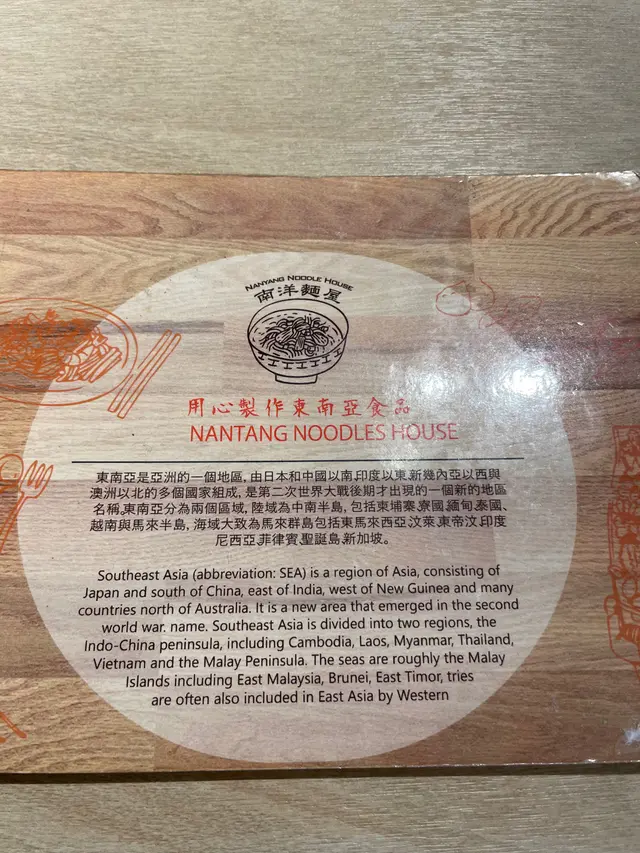 NANYANG NOODLE HOUSE
南洋麵屋
用心製作東南亞食品
NANTANG NOODLES HOUSE
東南亞是亞洲的一個地區, 由日本和中國以南,印度以東,新幾內亞以西與
澳洲以北的多個國家組成, 是第二次世界大戰後期才出現的一個新的地區
名稱,東南亞分為兩個區域, 陸域為中南半島, 包括柬埔寨,寮國,緬甸,泰國、
越南與馬來半島, 海域大致為馬來群島包括東馬來西亞,汶萊,東帝汶,印度
尼西亞,菲律賓,聖誕島,新加坡。
Southeast Asia (abbreviation: SEA) is a region of Asia, consisting of
Japan and south of China, east of India, west of New Guinea and many
countries north of Australia. It is a new area that emerged in the second
world war. name. Southeast Asia is divided into two regions, the
Indo-China peninsula, including Cambodia, Laos, Myanmar, Thailand,
Vietnam and the Malay Peninsula. The seas are roughly the Malay
Islands including East Malaysia, Brunei, East Timor, tries
are often also included in East Asia by Western